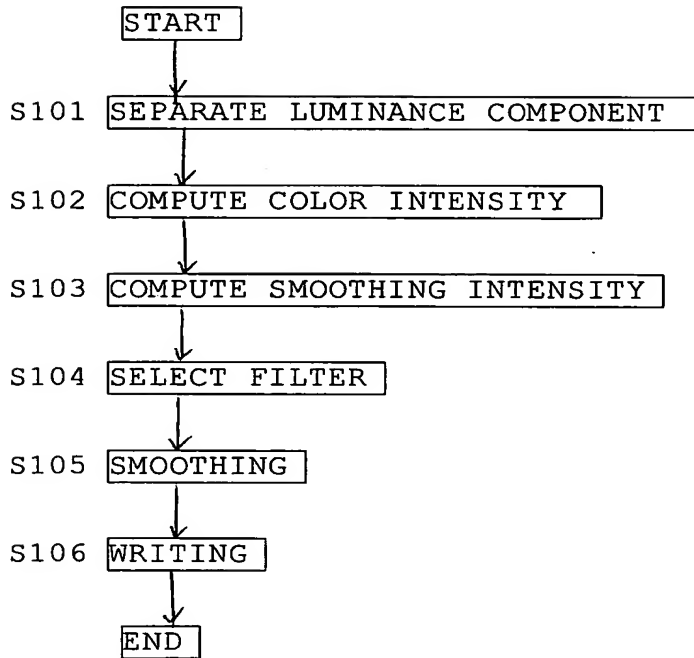 START
S101 SEPARATE LUMINANCE COMPONENT
S102 COMPUTE COLOR INTENSITY
S103 COMPUTE SMOOTHING INTENSITY
S104 SELECT FILTER
S105 SMOOTHING
S106 WRITING
END